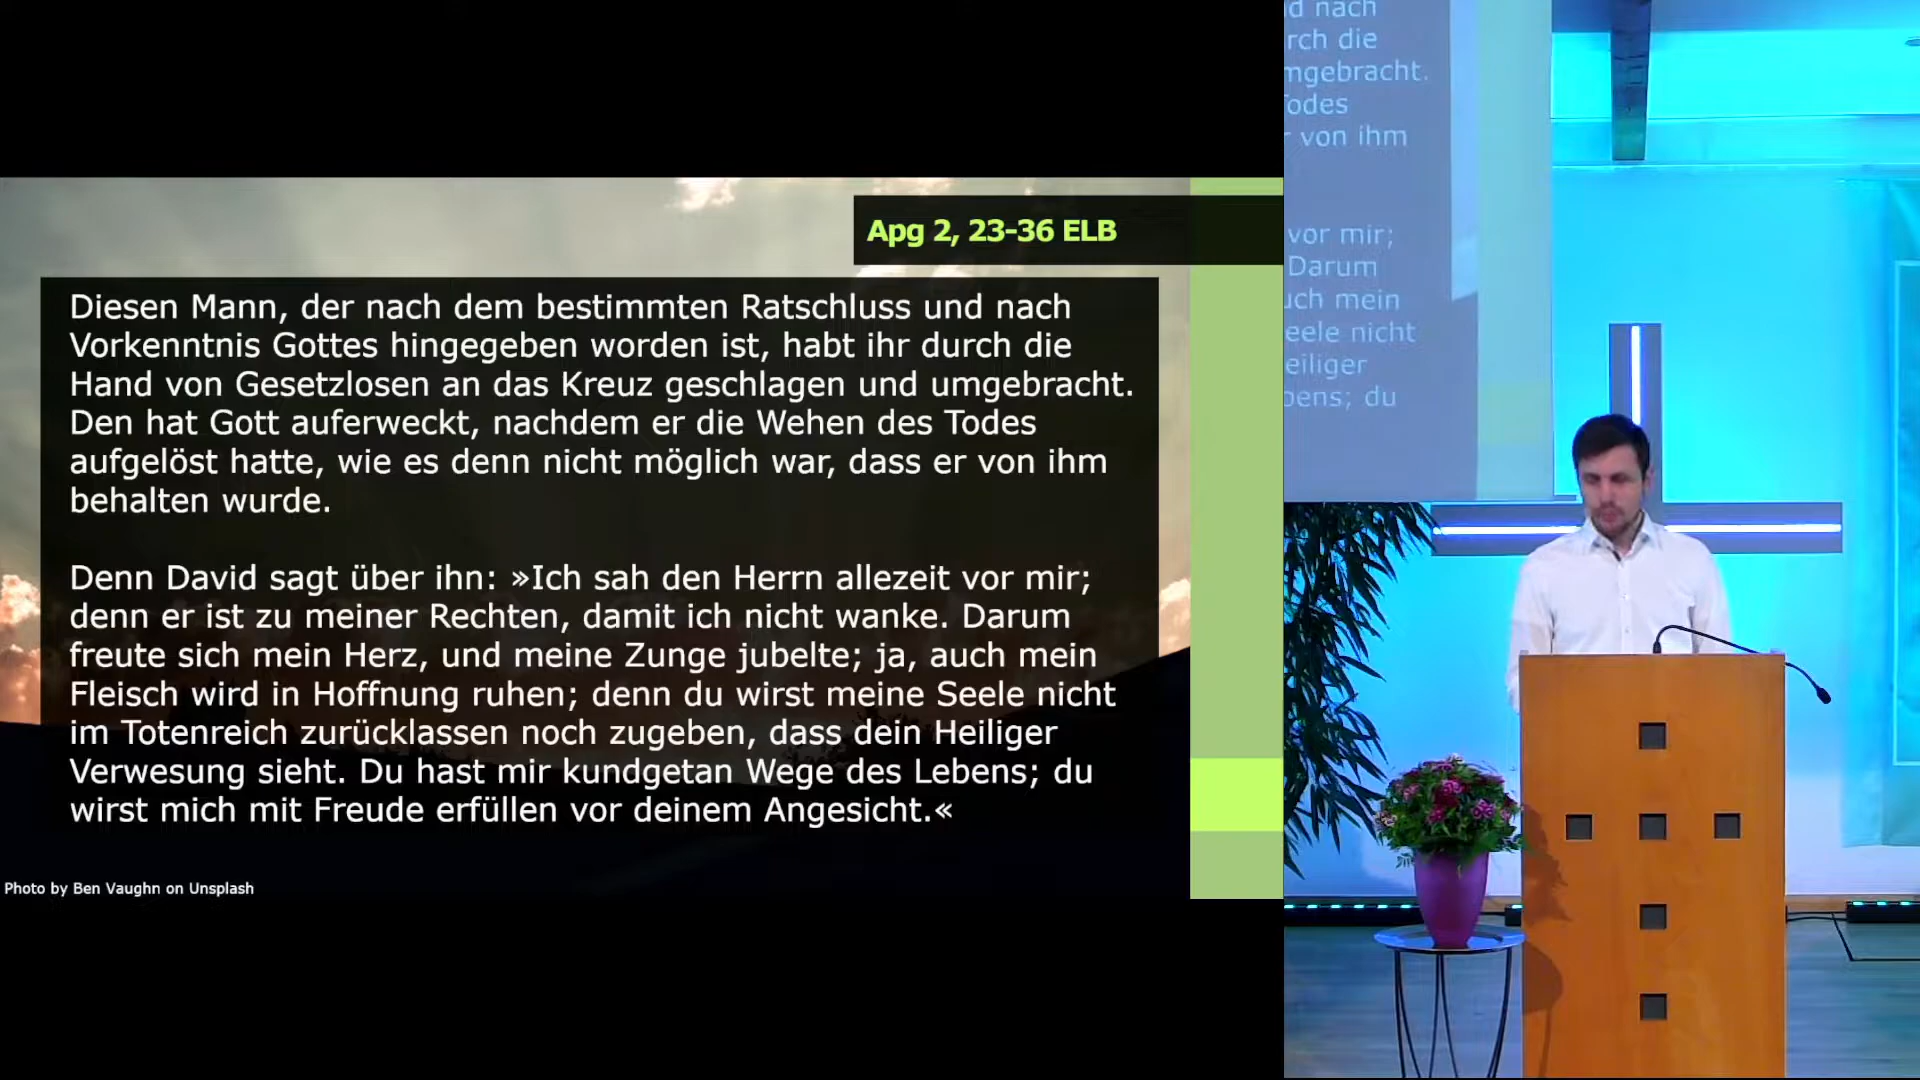 Apg 2, 23-36 ELB
Diesen Mann, der nach dem bestimmten Ratschluss und nach
Vorkenntnis Gottes hingegeben worden ist, habt ihr durch die
Hand von Gesetzlosen an das Kreuz geschlagen und umgebracht.
Den hat Gott auferweckt, nachdem er die Wehen des Todes
aufgelöst hatte, wie es denn nicht möglich war, dass er von ihm
behalten wurde.
Denn David sagt über ihn: »Ich sah den Herrn allezeit vor mir;
denn er ist zu meiner Rechten, damit ich nicht wanke. Darum
freute sich mein Herz, und meine Zunge jubelte; ja, auch mein
Fleisch wird in Hoffnung ruhen; denn du wirst meine Seele nicht
im Totenreich zurücklassen noch zugeben, dass dein Heiliger
Verwesung sieht. Du hast mir kundgetan Wege des Lebens; du
wirst mich mit Freude erfüllen vor deinem Angesicht.«
Photo by Ben Vaughn on Unsplash
nach
die
mgebracht.
odes
von ihm
vor mir;
Darum
uch mein
eele nicht
eiliger
bens; du